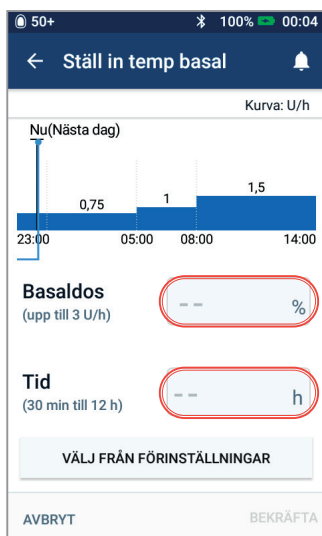 50+ 100% 00:04
Ställ in temp basal
Kurva: U/h
Nu(Nästa dag)
0,75 1 1,5
23:00 05:00 08:00 14:00
Basaldos
(upp till 3 U/h)
-- %
Tid
(30 min till 12 h)
-- h
VÄLJ FRÅN FÖRINSTÄLLNINGAR
AVBRYT BEKRÄFTA